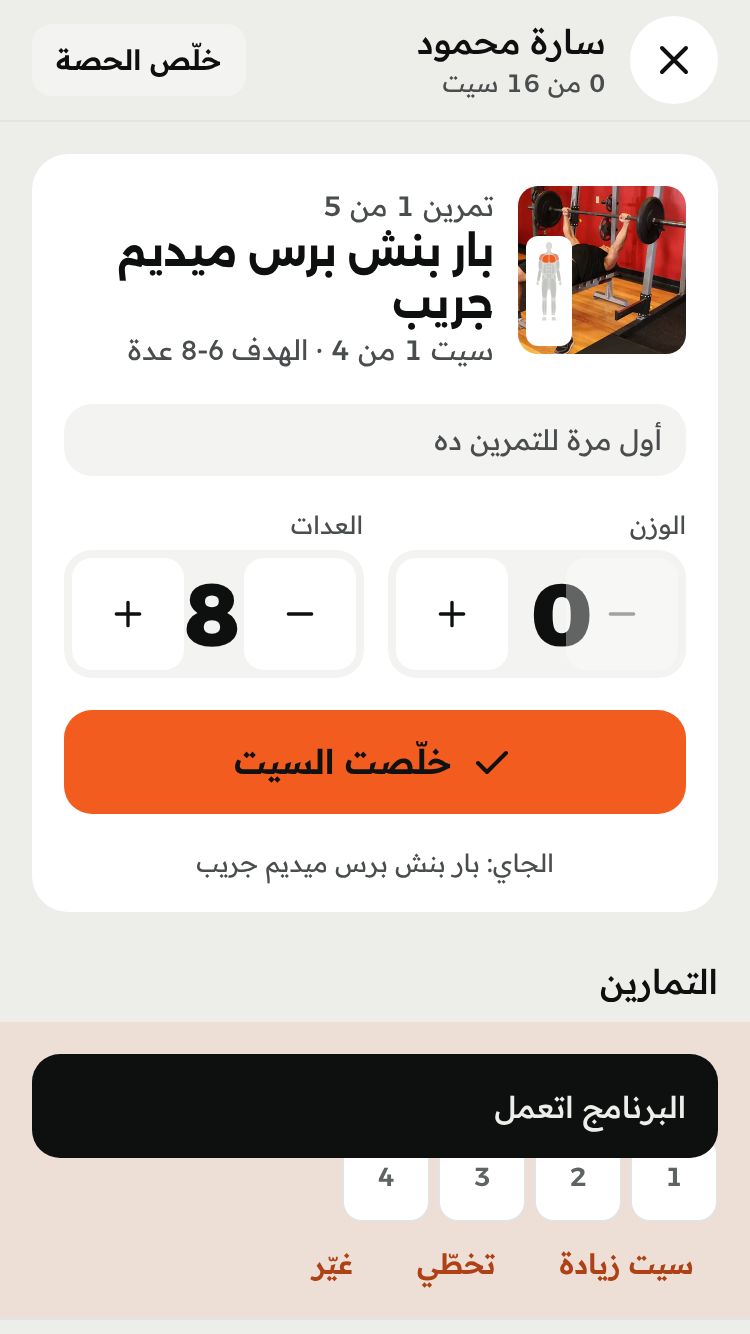 سارة محمود
0 من 16 سيت
خلّص الحصة
تمرين 1 من 5
بار بنش برس ميديم
جريب
سيت 1 من 4 · الهدف 6-8 عدة
أول مرة للتمرين ده
الوزن
العدات
− 0 +
− 8 +
خلّصت السيت
الجاي: بار بنش برس ميديم جريب
التمارين
البرنامج اتعمل
1 2 3 4
سيت زيادة تخطّي غيّر